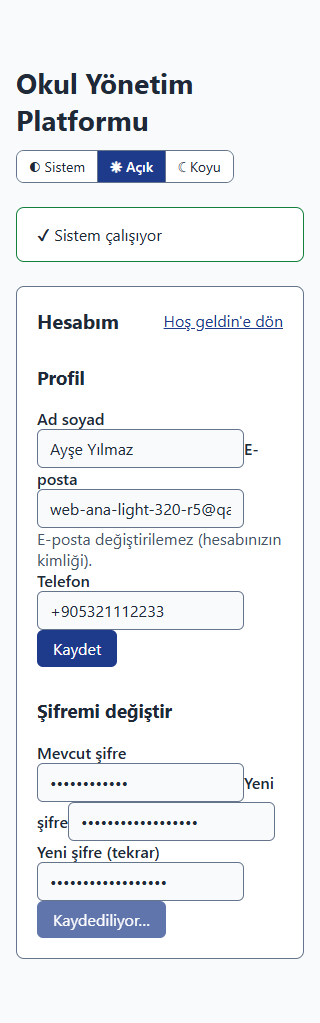 Okul Yönetim
Platformu
◐ Sistem ☀ Açık ☾ Koyu
✓ Sistem çalışıyor
Hesabım Hoş geldin'e dön
Profil
Ad soyad
Ayşe Yılmaz E-
posta
web-ana-light-320-r5@qa
E-posta değiştirilemez (hesabınızın
kimliği).
Telefon
+905321112233
Kaydet
Şifremi değiştir
Mevcut şifre
•••••••••••• Yeni
şifre ••••••••••••••••••
Yeni şifre (tekrar)
••••••••••••••••••
Kaydediliyor...